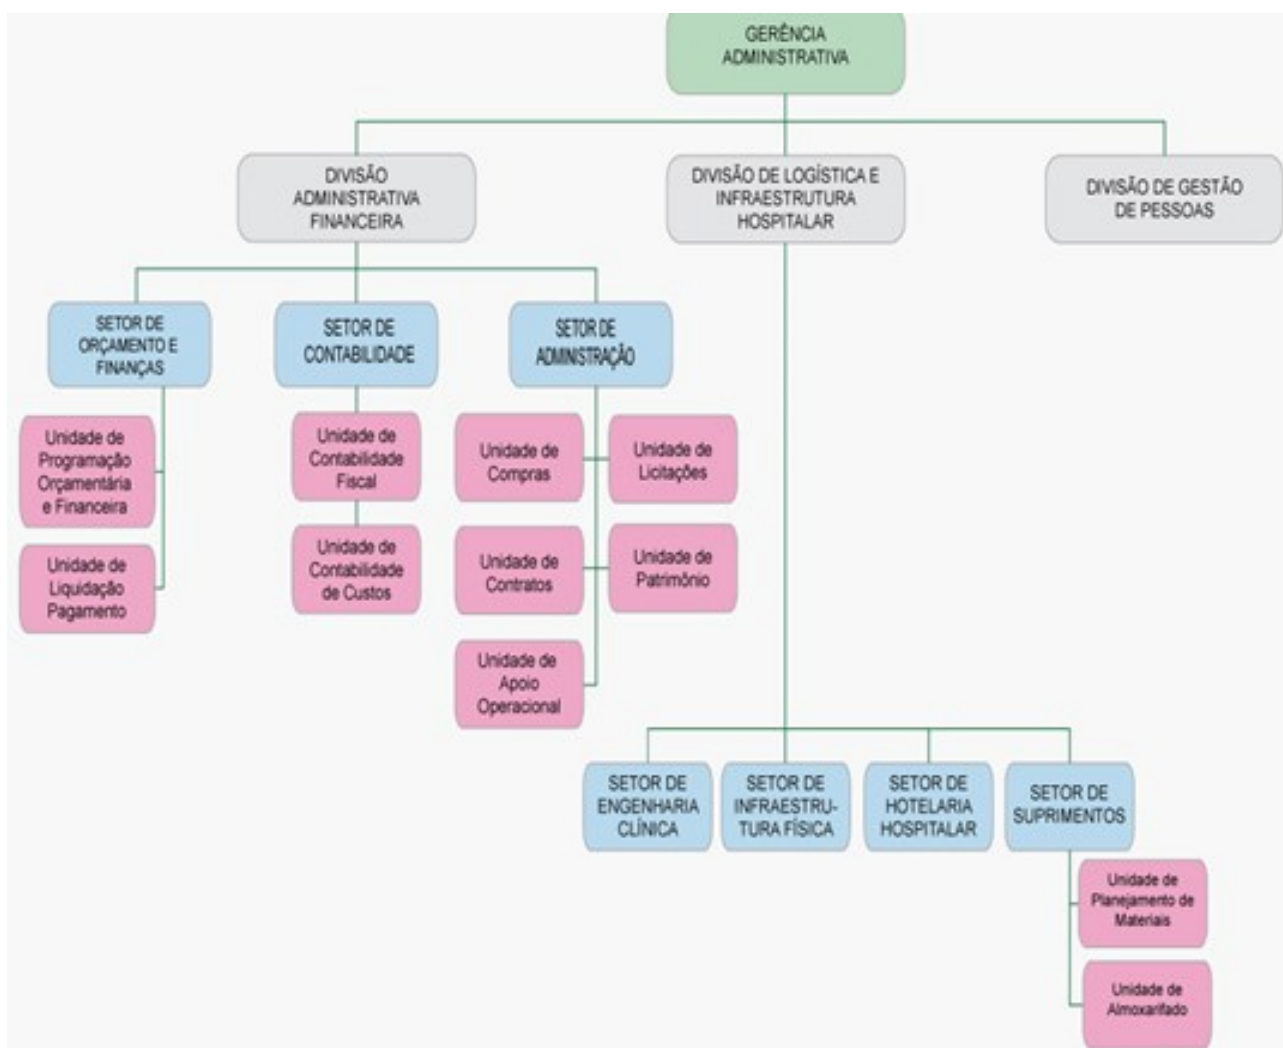 GERÊNCIA
ADMINISTRATIVA
DIVISÃO
ADMINISTRATIVA
FINANCEIRA
DIVISÃO DE LOGÍSTICA E
INFRAESTRUTURA
HOSPITALAR
DIVISÃO DE GESTÃO
DE PESSOAS
SETOR DE
ORÇAMENTO E
FINANÇAS
SETOR DE
CONTABILIDADE
SETOR DE
ADMINISTRAÇÃO
Unidade de
Programação
Orçamentária
e Financeira
Unidade de
Liquidação
Pagamento
Unidade de
Contabilidade
Fiscal
Unidade de
Contabilidade
de Custos
Unidade de
Compras
Unidade de
Licitações
Unidade de
Contratos
Unidade de
Patrimônio
Unidade de
Apoio
Operacional
SETOR DE
ENGENHARIA
CLÍNICA
SETOR DE
INFRAESTRU-
TURA FÍSICA
SETOR DE
HOTELARIA
HOSPITALAR
SETOR DE
SUPRIMENTOS
Unidade de
Planejamento de
Materiais
Unidade de
Almoxarifado